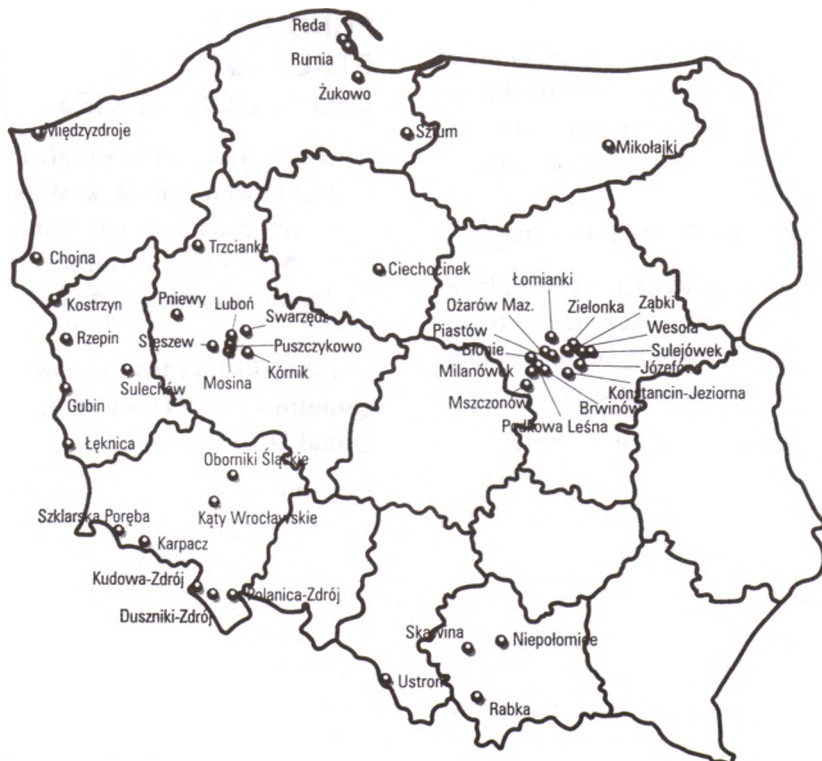 Reda
Rumia
Żukowo
Międzyzdroje
Sztum
Mikołajki
Trzcianka
Chojna
Ciechocinek
Łomianki
Kostrzyn
Pniewy
Luboń
Ożarów Maz.
Zielonka
Ząbki
Swarzędz
Piastów
Wesoła
Rzepin
Stęszew
Puszczykowo
Błonie
Sulejówek
Kórnik
Milanówek
Józefów
Sulechów
Mosina
Konstancin-Jeziorna
Gubin
Mszczonów
Brwinów
Podkowa Leśna
Łęknica
Oborniki Śląskie
Szklarska Poręba
Kąty Wrocławskie
Karpacz
Kudowa-Zdrój
Polanica-Zdrój
Duszniki-Zdrój
Skawina
Niepołomice
Ustroń
Rabka